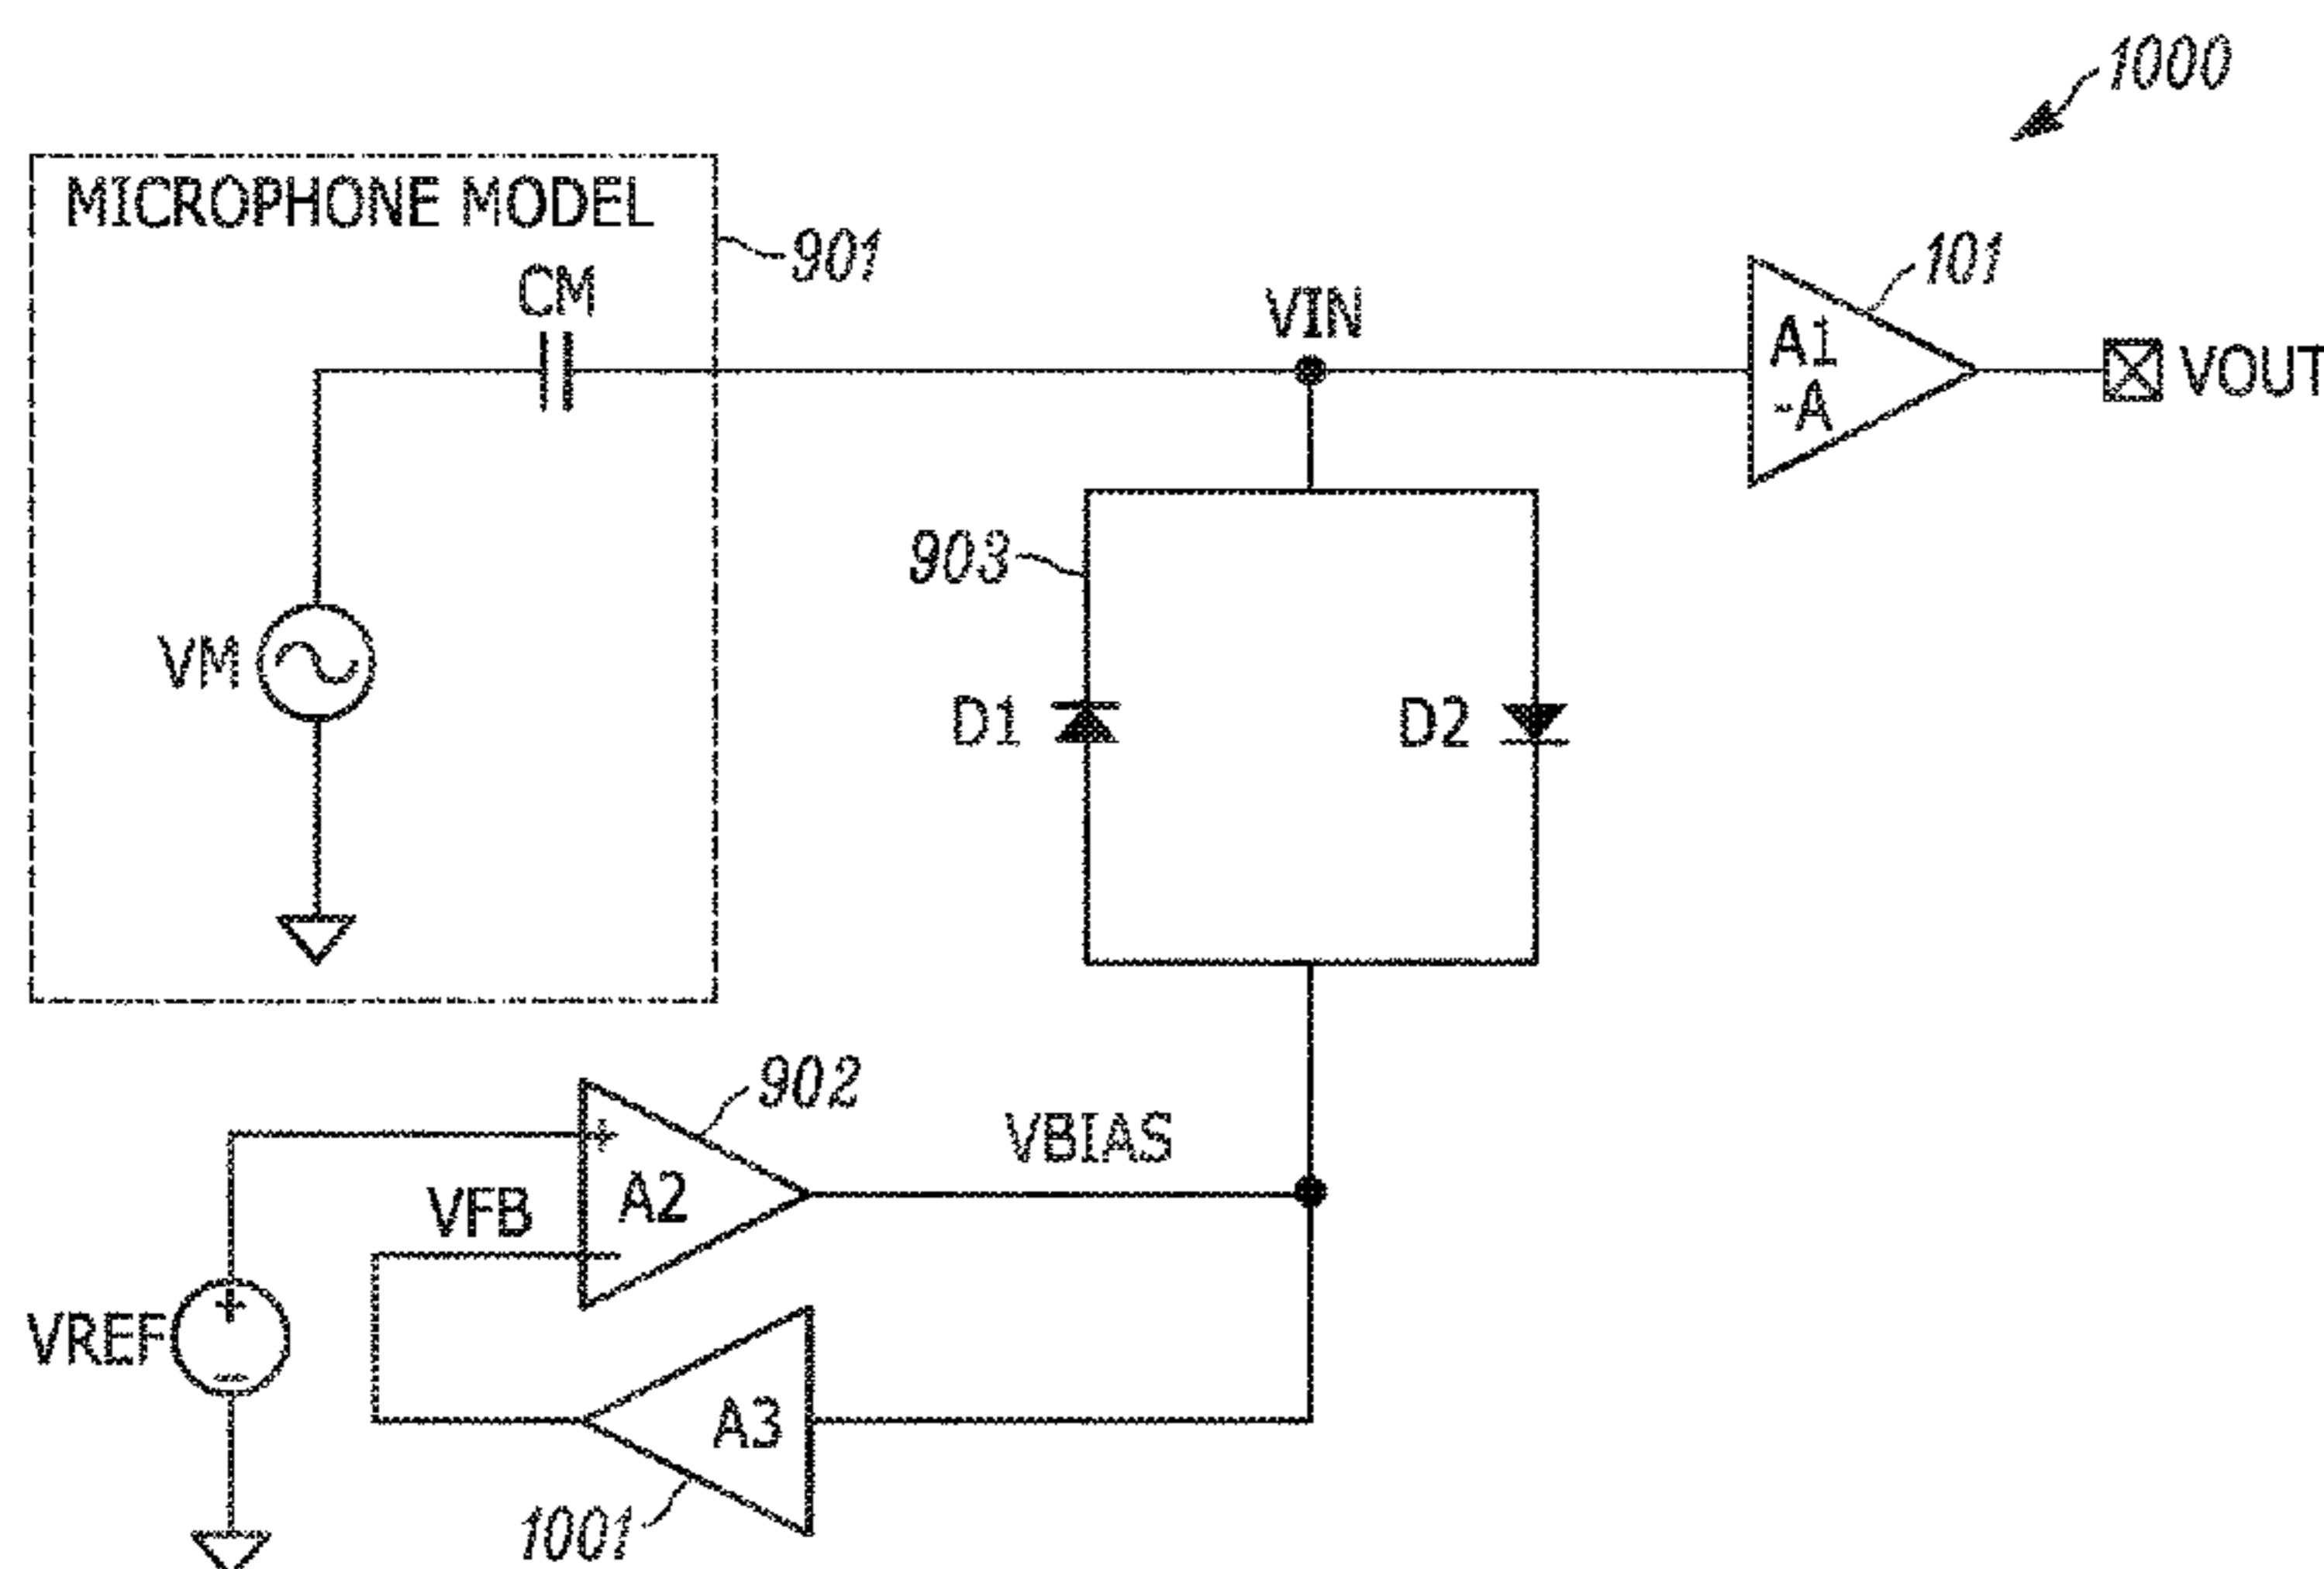 1000
MICROPHONE MODEL
901
CM
101
VIN
A1
-A
VOUT
903
VM
D1
D2
902
VBIAS
+
A2
VFB
-
+
VREF
-
A3
1001